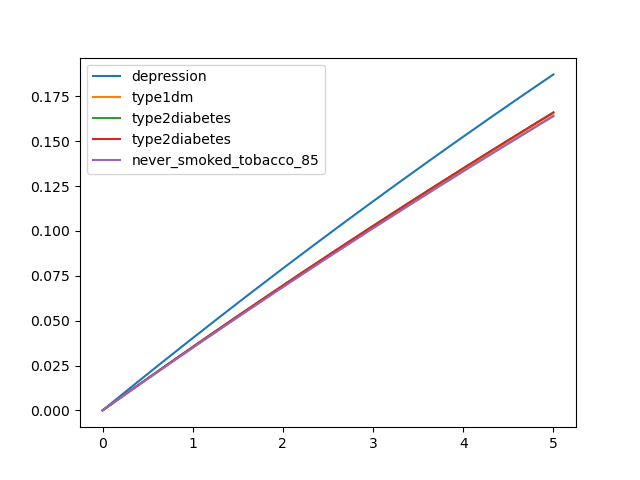 depression
type1dm
type2diabetes
type2diabetes
never_smoked_tobacco_85
0.175
0.150
0.125
0.100
0.075
0.050
0.025
0.000
0 1 2 3 4 5